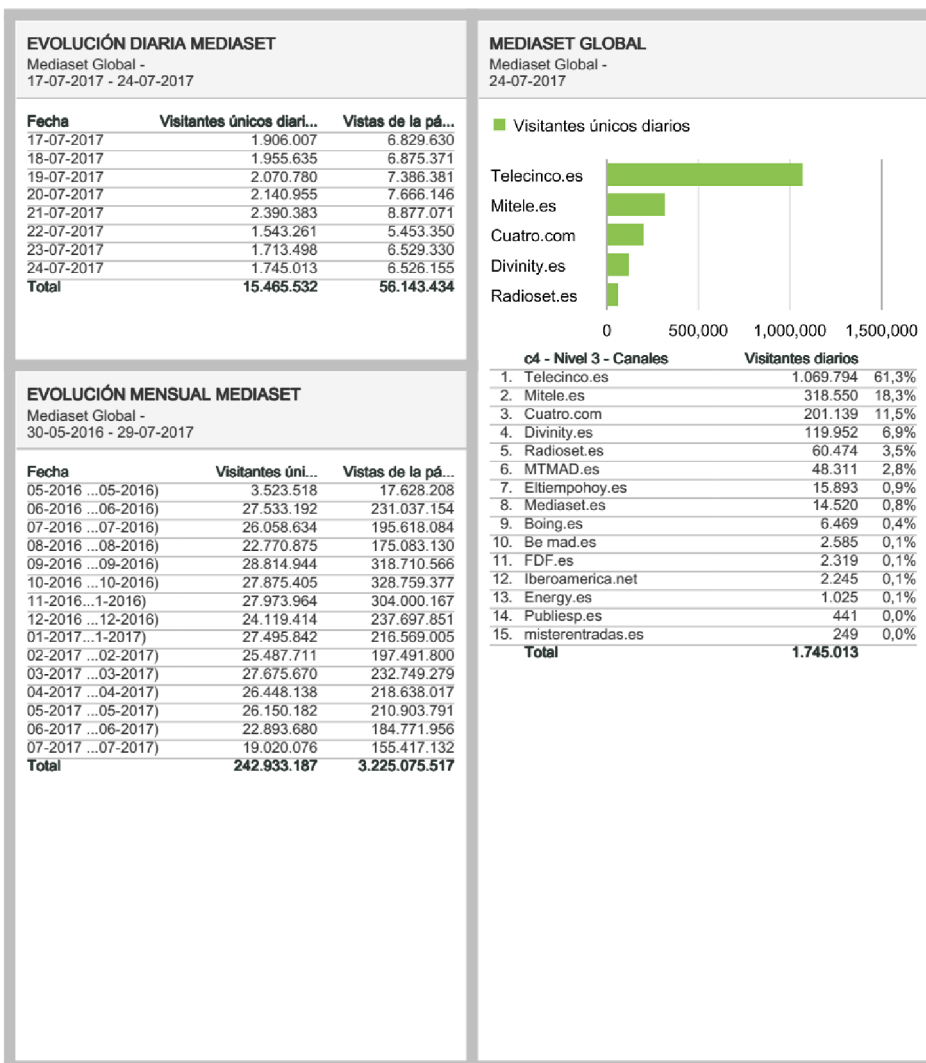 EVOLUCIÓN DIARIA MEDIASET
Mediaset Global -
17-07-2017 - 24-07-2017
Fecha Visitantes únicos diari... Vistas de la pá...
17-07-2017 1.906.007 6.829.630
18-07-2017 1.955.635 6.875.371
19-07-2017 2.070.780 7.386.381
20-07-2017 2.140.955 7.666.146
21-07-2017 2.390.383 8.877.071
22-07-2017 1.543.261 5.453.350
23-07-2017 1.713.498 6.529.330
24-07-2017 1.745.013 6.526.155
Total 15.465.532 56.143.434
EVOLUCIÓN MENSUAL MEDIASET
Mediaset Global -
30-05-2016 - 29-07-2017
Fecha Visitantes úni... Vistas de la pá...
05-2016 ...05-2016) 3.523.518 17.628.208
06-2016 ...06-2016) 27.533.192 231.037.154
07-2016 ...07-2016) 26.058.634 195.618.084
08-2016 ...08-2016) 22.770.875 175.083.130
09-2016 ...09-2016) 28.814.944 318.710.566
10-2016 ...10-2016) 27.875.405 328.759.377
11-2016...1-2016) 27.973.964 304.000.167
12-2016 ...12-2016) 24.119.414 237.697.851
01-2017...1-2017) 27.495.842 216.569.005
02-2017 ...02-2017) 25.487.711 197.491.800
03-2017 ...03-2017) 27.675.670 232.749.279
04-2017 ...04-2017) 26.448.138 218.638.017
05-2017 ...05-2017) 26.150.182 210.903.791
06-2017 ...06-2017) 22.893.680 184.771.956
07-2017 ...07-2017) 19.020.076 155.417.132
Total 242.933.187 3.225.075.517
MEDIASET GLOBAL
Mediaset Global -
24-07-2017
Visitantes únicos diarios
Telecinco.es
Mitele.es
Cuatro.com
Divinity.es
Radioset.es
0 500,000 1,000,000 1,500,000
c4 - Nivel 3 - Canales Visitantes diarios
1. Telecinco.es 1.069.794 61,3%
2. Mitele.es 318.550 18,3%
3. Cuatro.com 201.139 11,5%
4. Divinity.es 119.952 6,9%
5. Radioset.es 60.474 3,5%
6. MTMAD.es 48.311 2,8%
7. Eltiempohoy.es 15.893 0,9%
8. Mediaset.es 14.520 0,8%
9. Boing.es 6.469 0,4%
10. Be mad.es 2.585 0,1%
11. FDF.es 2.319 0,1%
12. Iberoamerica.net 2.245 0,1%
13. Energy.es 1.025 0,1%
14. Publiesp.es 441 0,0%
15. misterentradas.es 249 0,0%
Total 1.745.013